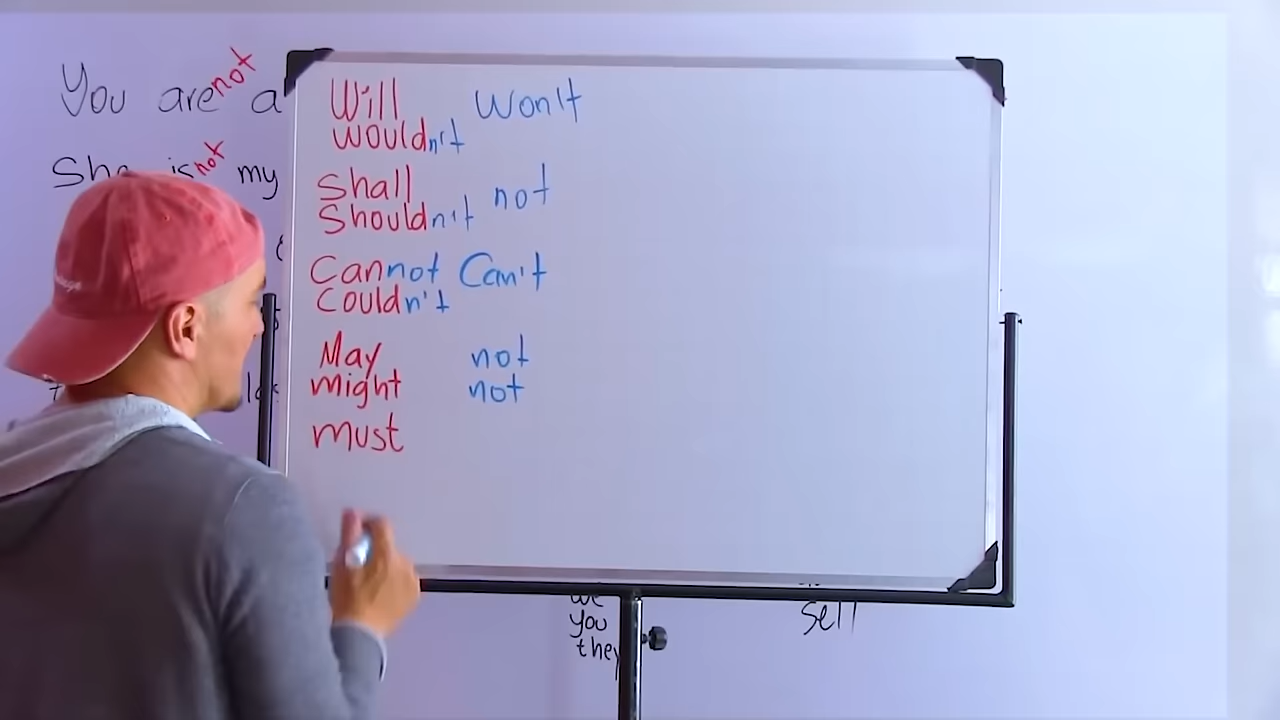 You are not a
She is not my
Will won't
wouldn't
Shall not
Shouldn't
Cannot Can't
Couldn't
May not
might not
must
we
you
they
sell